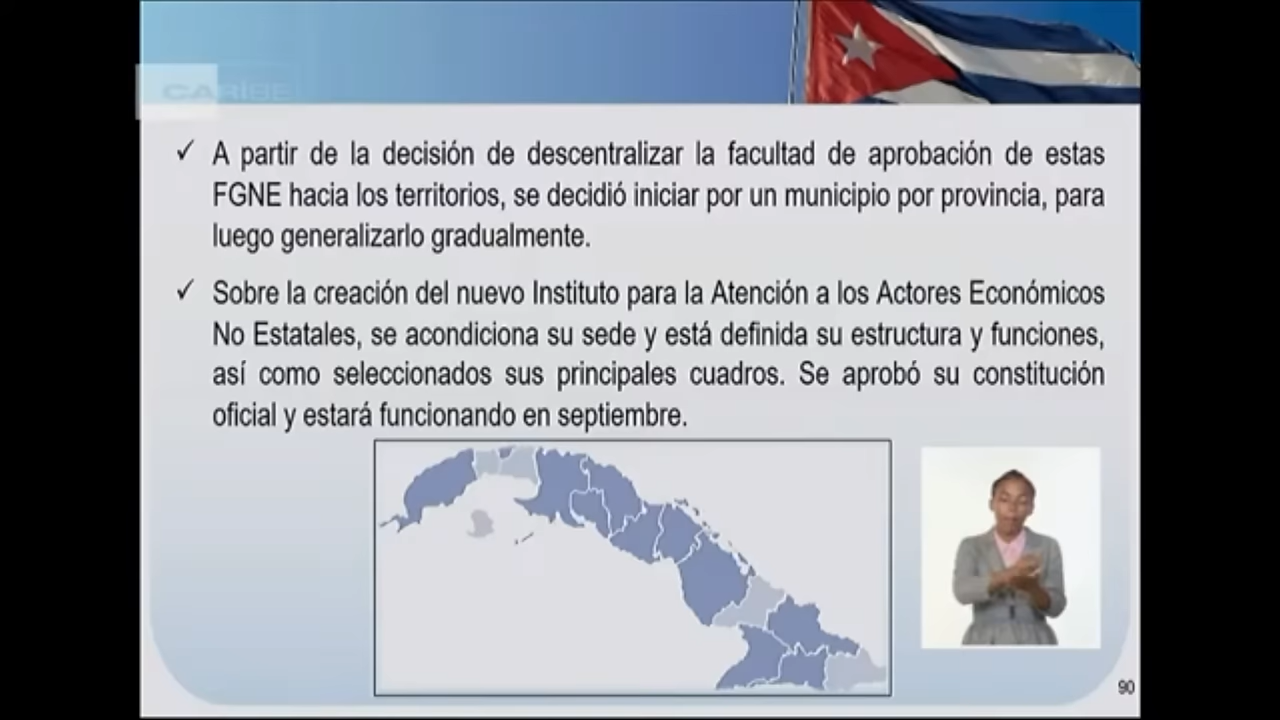 CARIBE
✓ A partir de la decisión de descentralizar la facultad de aprobación de estas
FGNE hacia los territorios, se decidió iniciar por un municipio por provincia, para
luego generalizarlo gradualmente.
✓ Sobre la creación del nuevo Instituto para la Atención a los Actores Económicos
No Estatales, se acondiciona su sede y está definida su estructura y funciones,
así como seleccionados sus principales cuadros. Se aprobó su constitución
oficial y estará funcionando en septiembre.
90